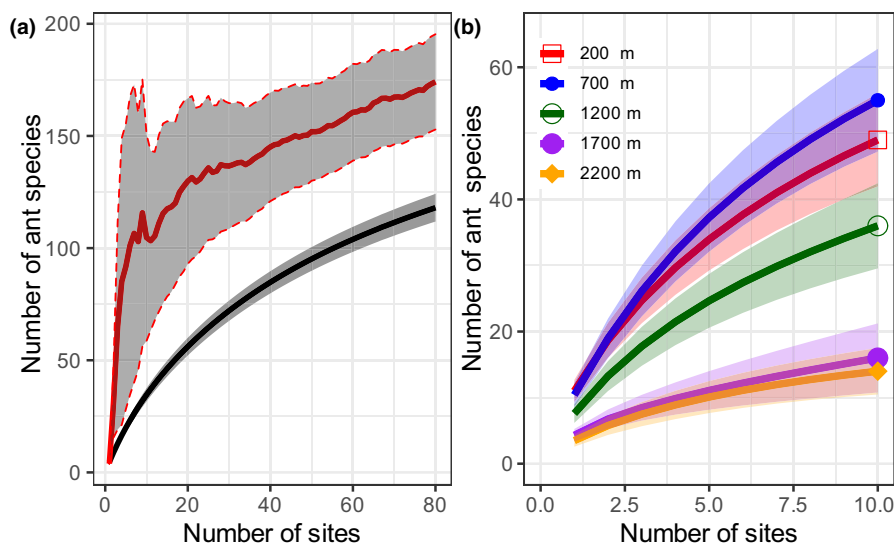 (a)
200
150
100
50
0
Number of ant species
0 20 40 60 80
Number of sites
(b)
60
40
20
0
Number of ant species
200 m
700 m
1200 m
1700 m
2200 m
0.0 2.5 5.0 7.5 10.0
Number of sites